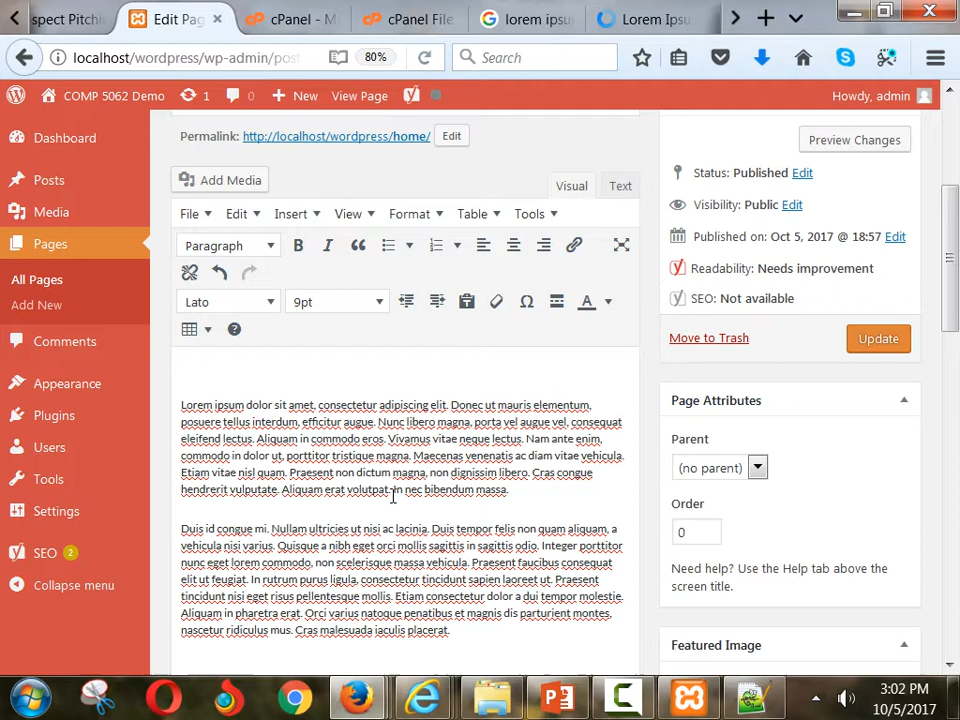 spect Pitchi
Edit Pag
cPanel - M
cPanel File
lorem ipsu
Lorem Ipsu
localhost/wordpress/wp-admin/post
80%
Search
COMP 5062 Demo
1
0
New
View Page
Howdy, admin
Dashboard
Posts
Media
Pages
All Pages
Add New
Comments
Appearance
Plugins
Users
Tools
Settings
SEO 2
Collapse menu
Permalink: http://localhost/wordpress/home/ Edit
Add Media
Visual Text
File Edit Insert View Format Table Tools
Paragraph
Lato 9pt
Lorem ipsum dolor sit amet, consectetur adipiscing elit. Donec ut mauris elementum,
posuere tellus interdum, efficitur augue. Nunc libero magna, porta vel augue vel, consequat
eleifend lectus. Aliquam in commodo eros. Vivamus vitae neque lectus. Nam ante enim,
commodo in dolor ut, porttitor tristique magna. Maecenas venenatis ac diam vitae vehicula.
Etiam vitae nisl quam. Praesent non dictum magna, non dignissim libero. Cras congue
hendrerit vulputate. Aliquam erat volutpat. In nec bibendum massa.
Duis id congue mi. Nullam ultricies ut nisi ac lacinia. Duis tempor felis non quam aliquam, a
vehicula nisi varius. Quisque a nibh eget orci mollis sagittis in sagittis odio. Integer porttitor
nunc eget lorem commodo, non scelerisque massa vehicula. Praesent faucibus consequat
elit ut feugiat. In rutrum purus ligula, consectetur tincidunt sapien laoreet ut. Praesent
tincidunt nisi eget risus pellentesque mollis. Etiam consectetur dolor a dui tempor molestie.
Aliquam in pharetra erat. Orci varius natoque penatibus et magnis dis parturient montes,
nascetur ridiculus mus. Cras malesuada iaculis placerat.
Preview Changes
Status: Published Edit
Visibility: Public Edit
Published on: Oct 5, 2017 @ 18:57 Edit
Readability: Needs improvement
SEO: Not available
Move to Trash
Update
Page Attributes
Parent
(no parent)
Order
0
Need help? Use the Help tab above the
screen title.
Featured Image
3:02 PM
10/5/2017